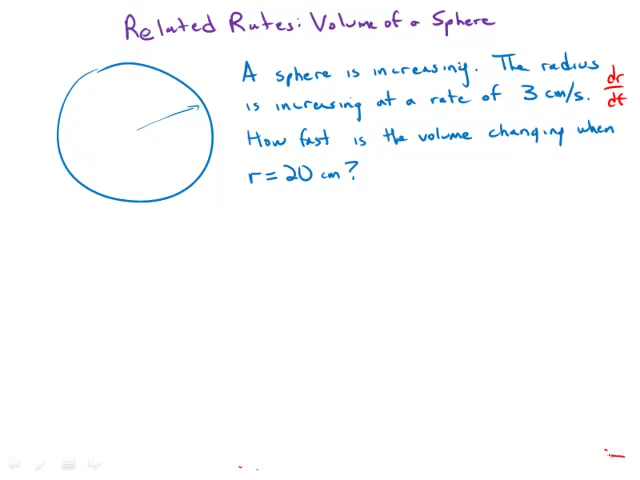 Related Rates: Volume of a Sphere
A sphere is increasing. The radius
is increasing at a rate of 3 cm/s. dr/dt
How fast is the volume changing when
r = 20 cm?